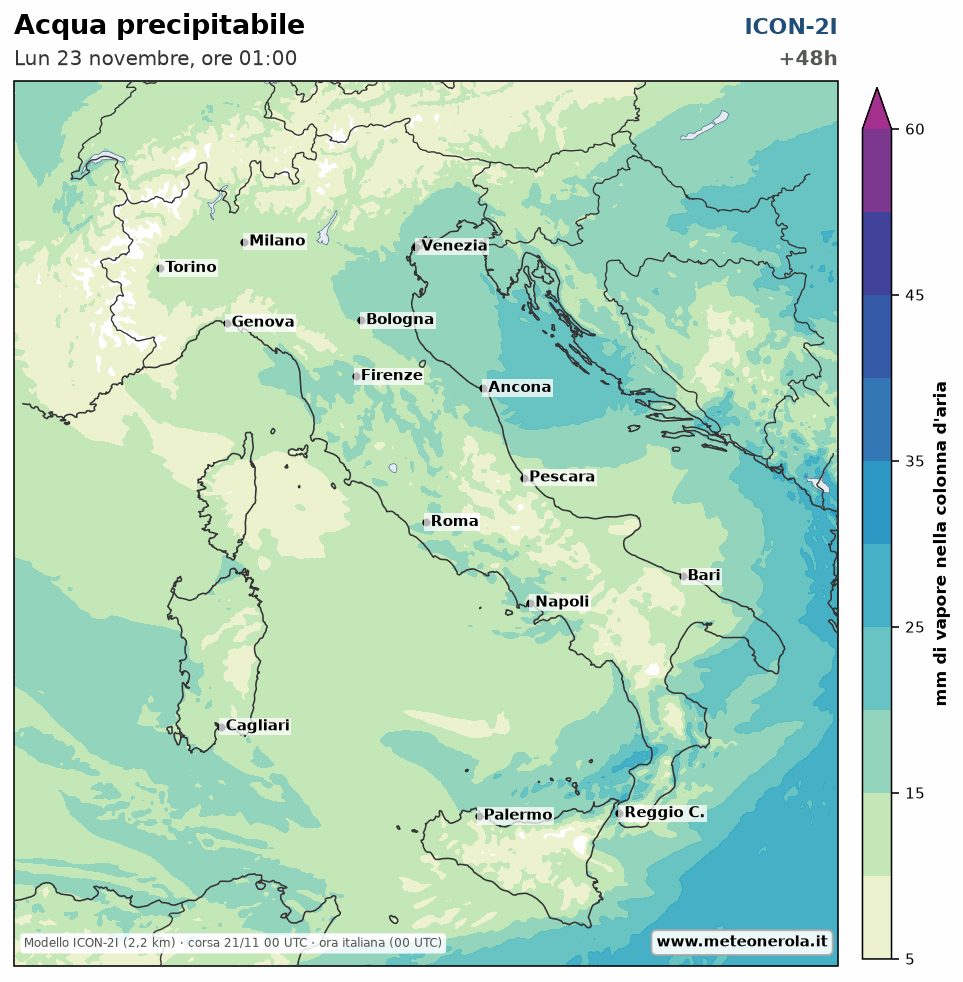 Acqua precipitabile
ICON-2I
Lun 23 novembre, ore 01:00
+48h
60
Milano
Venezia
Torino
45
Genova
Bologna
Firenze
Ancona
35
Pescara
Roma
Bari
Napoli
25
Cagliari
15
Palermo
Reggio C.
mm di vapore nella colonna d'aria
Modello ICON-2I (2,2 km) · corsa 21/11 00 UTC · ora italiana (00 UTC)
www.meteonerola.it
5